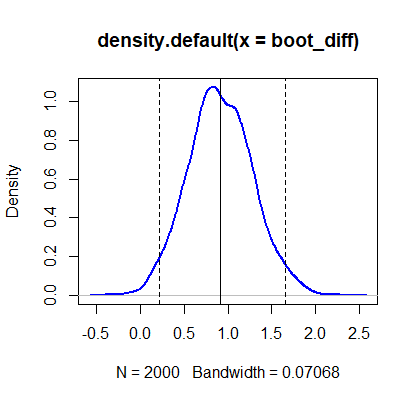 density.default(x = boot_diff)
Density
0.0 0.2 0.4 0.6 0.8 1.0
-0.5 0.0 0.5 1.0 1.5 2.0 2.5
N = 2000 Bandwidth = 0.07068